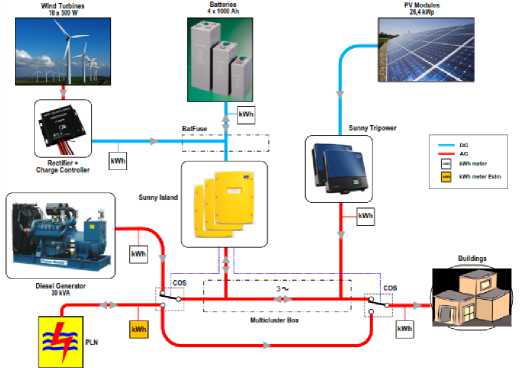 Wind Turbines
10 x 500 W
Batteries
4 x 1000 Ah
PV Modules
26,4 kWp
kWh
BatFuse
Sunny Tripower
kWh
Rectifier +
Charge Controller
DC
AC
kWh meter
kWh meter Exim
Sunny Island
kWh
kWh
Diesel Generator
30 kVA
COS
3 ~
COS
Buildings
Multicluster Box
kWh
kWh
PLN